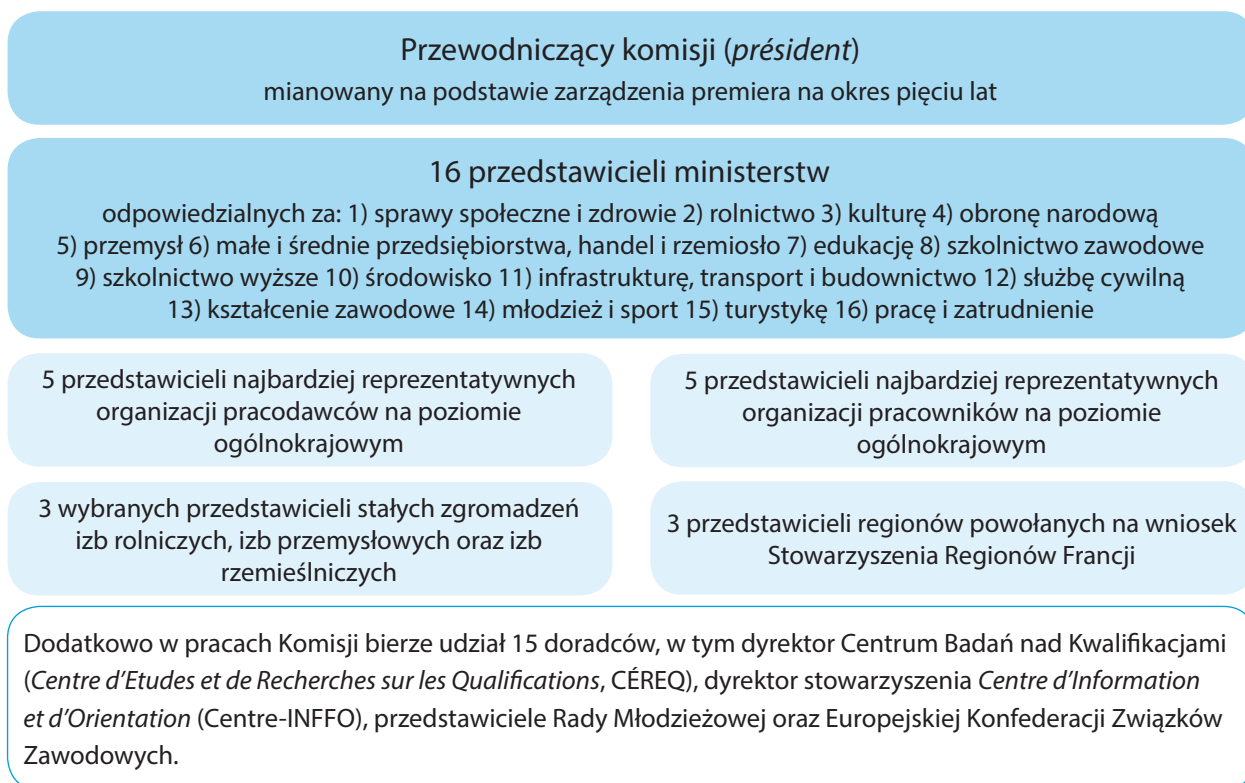 Przewodniczący komisji (président)
mianowany na podstawie zarządzenia premiera na okres pięciu lat
16 przedstawicieli ministerstw
odpowiedzialnych za: 1) sprawy społeczne i zdrowie 2) rolnictwo 3) kulturę 4) obronę narodową
5) przemysł 6) małe i średnie przedsiębiorstwa, handel i rzemiosło 7) edukację 8) szkolnictwo zawodowe
9) szkolnictwo wyższe 10) środowisko 11) infrastrukturę, transport i budownictwo 12) służbę cywilną
13) kształcenie zawodowe 14) młodzież i sport 15) turystykę 16) pracę i zatrudnienie
5 przedstawicieli najbardziej reprezentatywnych
organizacji pracodawców na poziomie
ogólnokrajowym
5 przedstawicieli najbardziej reprezentatywnych
organizacji pracowników na poziomie
ogólnokrajowym
3 wybranych przedstawicieli stałych zgromadzeń
izb rolniczych, izb przemysłowych oraz izb
rzemieślniczych
3 przedstawicieli regionów powołanych na wniosek
Stowarzyszenia Regionów Francji
Dodatkowo w pracach Komisji bierze udział 15 doradców, w tym dyrektor Centrum Badań nad Kwalifikacjami
(Centre d'Etudes et de Recherches sur les Qualifications, CÉREQ), dyrektor stowarzyszenia Centre d'Information
et d'Orientation (Centre-INFFO), przedstawiciele Rady Młodzieżowej oraz Europejskiej Konfederacji Związków
Zawodowych.